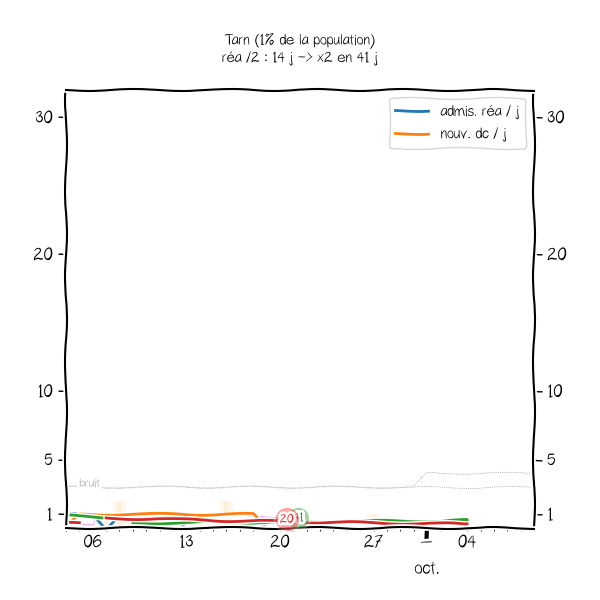 Tarn (1% de la population)
réa /2 : 14 j -> x2 en 41 j
admis. réa / j
nouv. dc / j
30
30
20
20
10
10
5
5
bruit
1
1
20
06
13
20
27
04
oct.